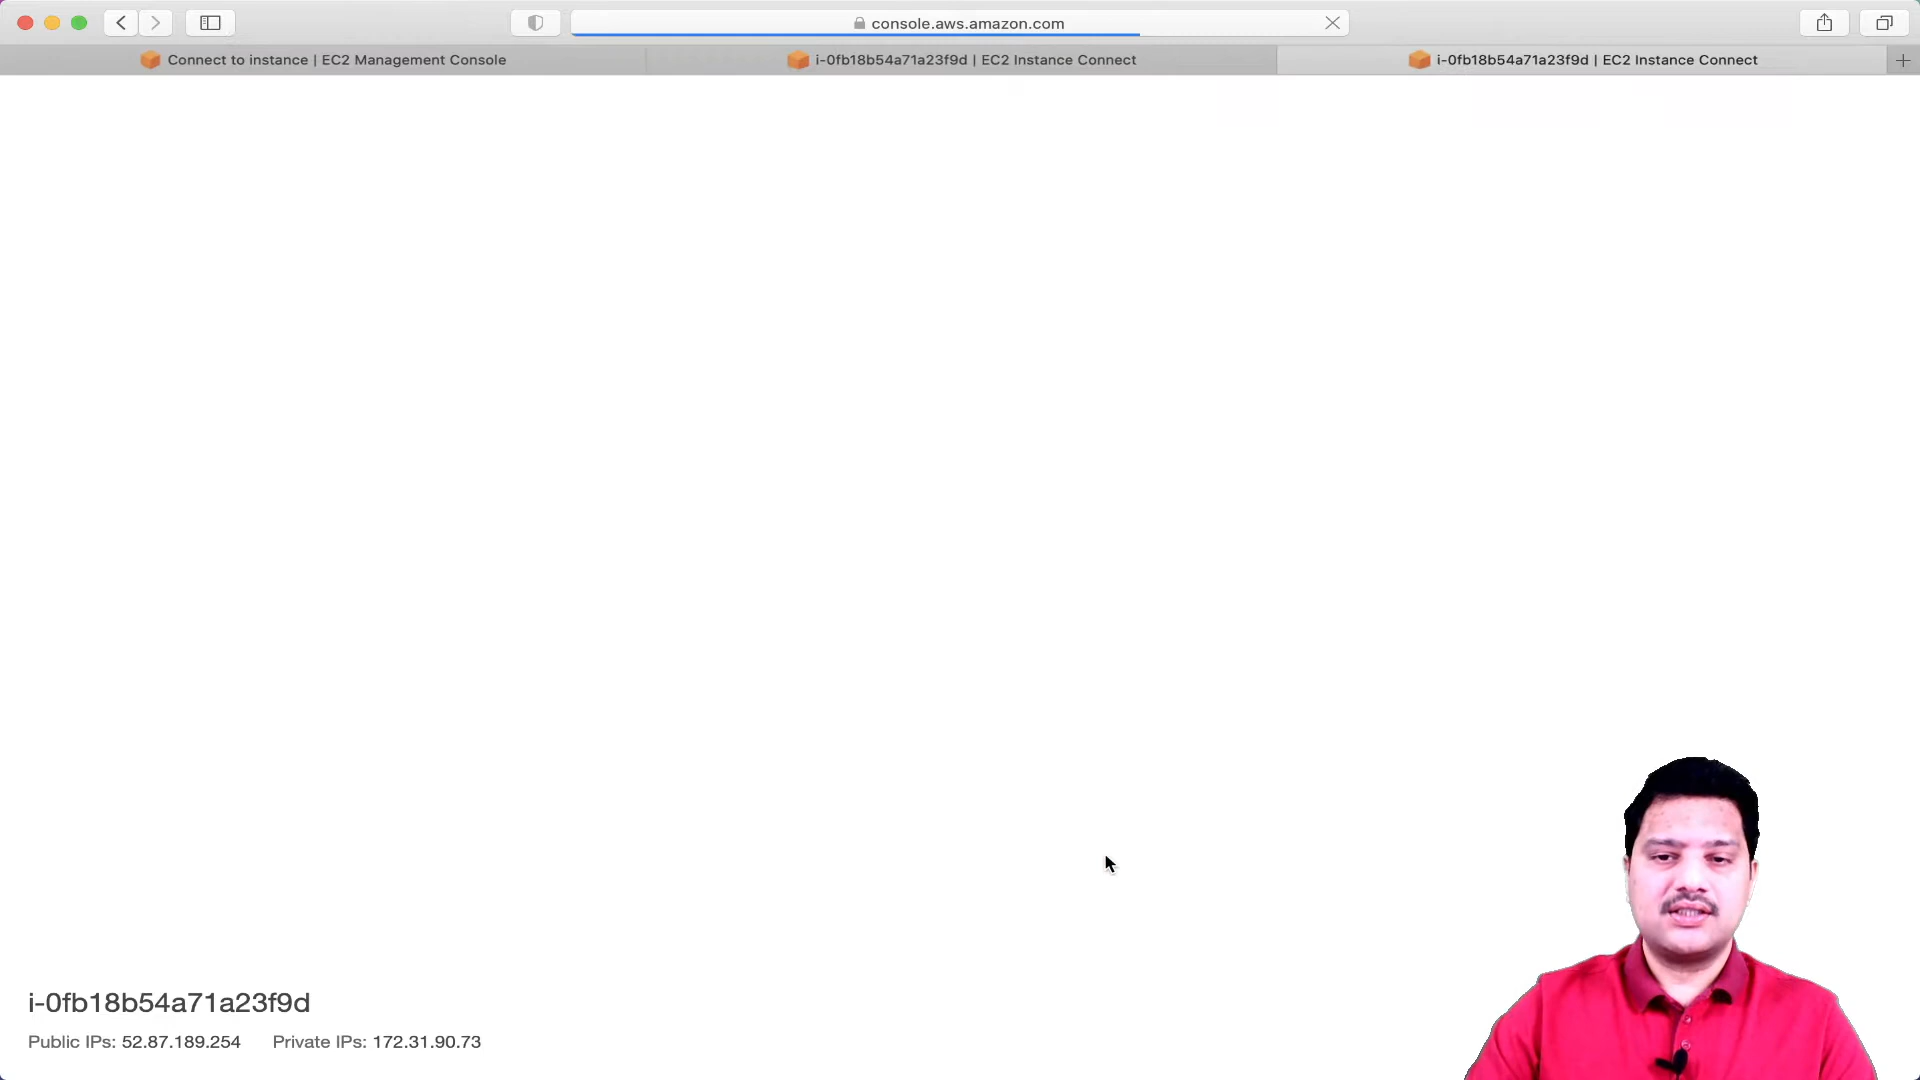 console.aws.amazon.com
Connect to instance | EC2 Management Console
i-0fb18b54a71a23f9d | EC2 Instance Connect
i-0fb18b54a71a23f9d | EC2 Instance Connect
i-0fb18b54a71a23f9d
Public IPs: 52.87.189.254 Private IPs: 172.31.90.73